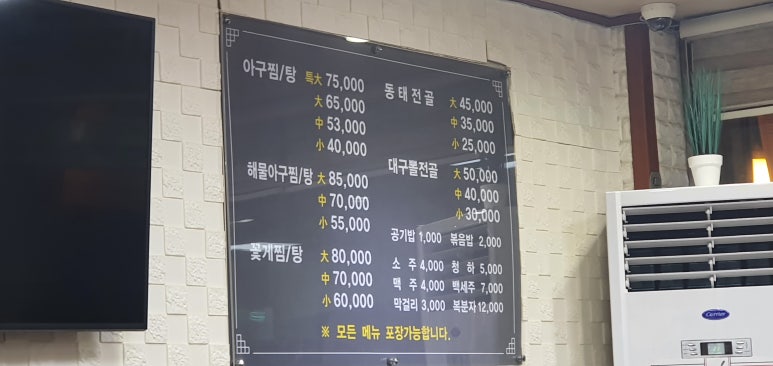 아구찜/탕 특大 75,000
大 65,000
中 53,000
小 40,000
해물아구찜/탕 大 85,000
中 70,000
小 55,000
꽃게찜/탕 大 80,000
中 70,000
小 60,000
동태전골 大 45,000
中 35,000
小 25,000
대구뽈전골 大 50,000
中 40,000
小 30,000
공기밥 1,000 볶음밥 2,000
소주 4,000 청하 5,000
맥주 4,000 백세주 7,000
막걸리 3,000 복분자 12,000
※ 모든 메뉴 포장가능합니다.
Carrier